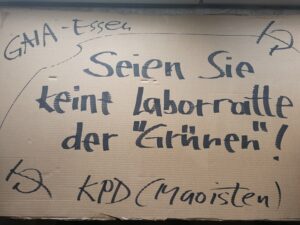 GAIA-Essen
Seien Sie
keine Laborratte
der "Grünen"!
KPD (Maoisten)